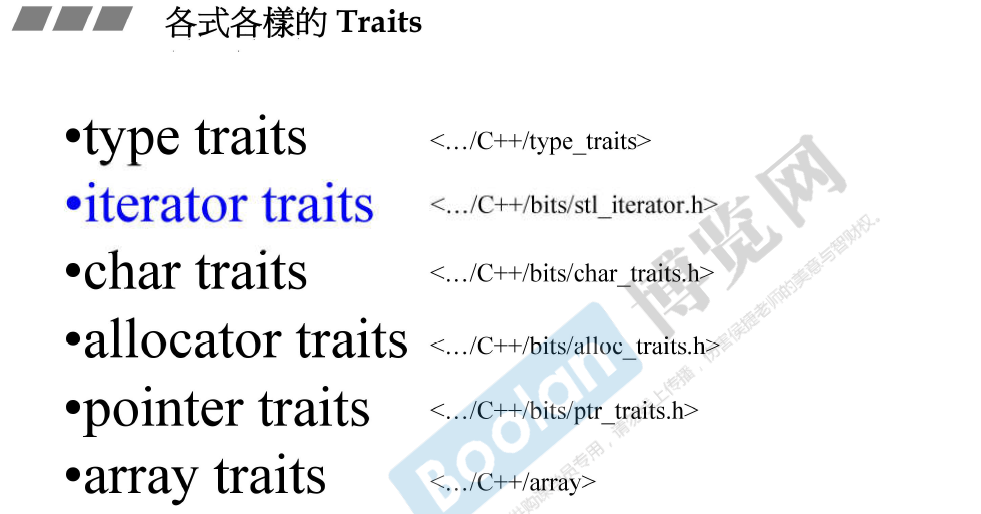 各式各樣的 Traits
•type traits <…/C++/type_traits>
•iterator traits <…/C++/bits/stl_iterator.h>
•char traits <…/C++/bits/char_traits.h>
•allocator traits <…/C++/bits/alloc_traits.h>
•pointer traits <…/C++/bits/ptr_traits.h>
•array traits <…/C++/array>
Boolan
博览网